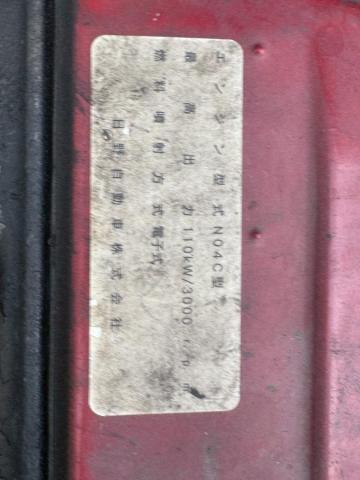 エンジン型式 N04C型
最高出力 110kW/3000 r/pm
燃料噴射方式 電子式
日野自動車株式会社